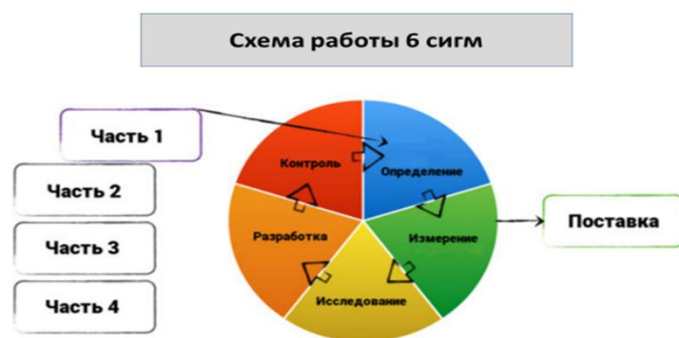 Схема работы 6 сигм
Часть 1
Часть 2
Часть 3
Часть 4
Контроль
Определение
Разработка
Измерение
Исследование
Поставка